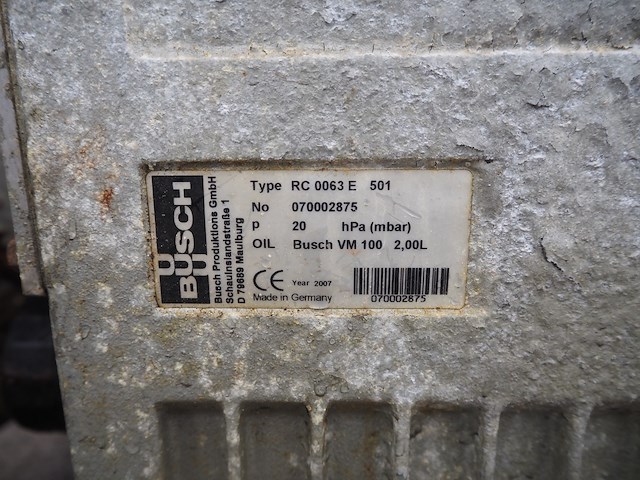 BUSCH
Busch Produktions GmbH
Schauinslandstraße 1
D 79689 Maulburg
Type RC 0063 E 501
No 070002875
p 20 hPa (mbar)
OIL Busch VM 100 2,00L
CE Year 2007
Made in Germany
070002875